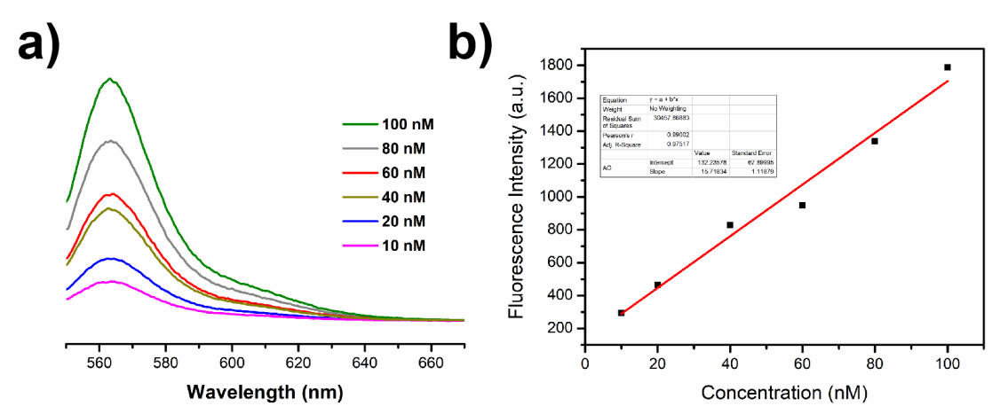 a)
100 nM
80 nM
60 nM
40 nM
20 nM
10 nM
560 580 600 620 640 660
Wavelength (nm)
b)
Fluorescence Intensity (a.u.)
1800
1600
1400
1200
1000
800
600
400
200
Equation y = a + b*x
Weight No Weighting
Residual Sum of Squares 30457.86883
Pearson's r 0.99002
Adj. R-Square 0.97517
Value Standard Error
AG Intercept 132.23578 67.89995
Slope 15.71834 1.11879
0 20 40 60 80 100
Concentration (nM)